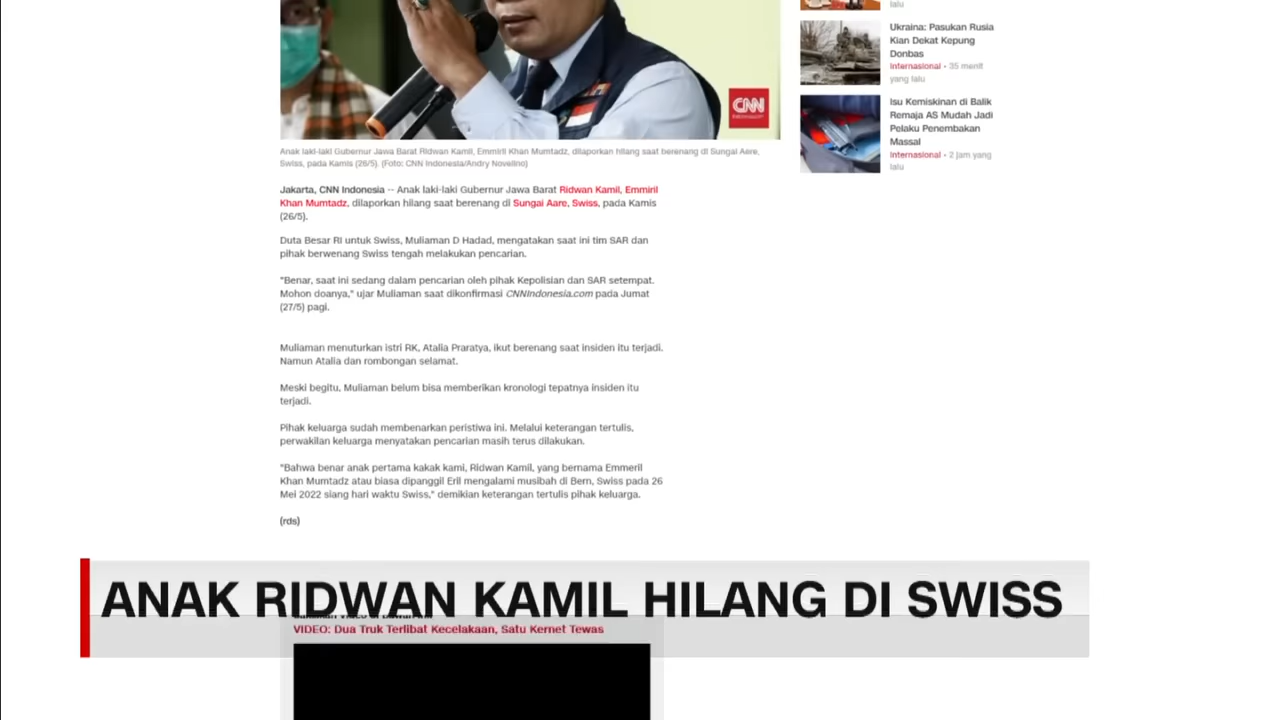 lalu
Ukraina: Pasukan Rusia
Kian Dekat Kepung
Donbas
Internasional • 35 menit
yang lalu
Isu Kemiskinan di Balik
Remaja AS Mudah Jadi
Pelaku Penembakan
Massal
Internasional • 2 jam yang
lalu
CNN
Anak laki-laki Gubernur Jawa Barat Ridwan Kamil, Emmiril Khan Mumtadz, dilaporkan hilang saat berenang di Sungai Aare,
Swiss, pada Kamis (26/5). (Foto: CNN Indonesia/Andry Novelino)
Jakarta, CNN Indonesia -- Anak laki-laki Gubernur Jawa Barat Ridwan Kamil, Emmiril
Khan Mumtadz, dilaporkan hilang saat berenang di Sungai Aare, Swiss, pada Kamis
(26/5).
Duta Besar RI untuk Swiss, Muliaman D Hadad, mengatakan saat ini tim SAR dan
pihak berwenang Swiss tengah melakukan pencarian.
"Benar, saat ini sedang dalam pencarian oleh pihak Kepolisian dan SAR setempat.
Mohon doanya," ujar Muliaman saat dikonfirmasi CNNIndonesia.com pada Jumat
(27/5) pagi.
Muliaman menuturkan istri RK, Atalia Praratya, ikut berenang saat insiden itu terjadi.
Namun Atalia dan rombongan selamat.
Meski begitu, Muliaman belum bisa memberikan kronologi tepatnya insiden itu
terjadi.
Pihak keluarga sudah membenarkan peristiwa ini. Melalui keterangan tertulis,
perwakilan keluarga menyatakan pencarian masih terus dilakukan.
"Bahwa benar anak pertama kakak kami, Ridwan Kamil, yang bernama Emmeril
Khan Mumtadz atau biasa dipanggil Eril mengalami musibah di Bern, Swiss pada 26
Mei 2022 siang hari waktu Swiss," demikian keterangan tertulis pihak keluarga.
(rds)
ANAK RIDWAN KAMIL HILANG DI SWISS
VIDEO: Dua Truk Terlibat Kecelakaan, Satu Kernet Tewas